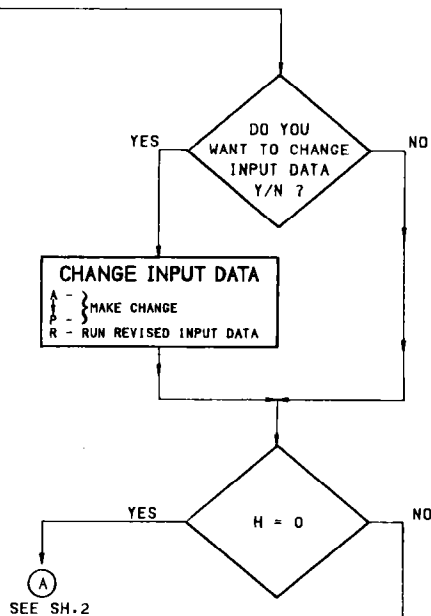 DO YOU
WANT TO CHANGE
INPUT DATA
Y/N ?
YES
NO
CHANGE INPUT DATA
A -
MAKE CHANGE
P -
R - RUN REVISED INPUT DATA
H = 0
YES
NO
A
SEE SH.2